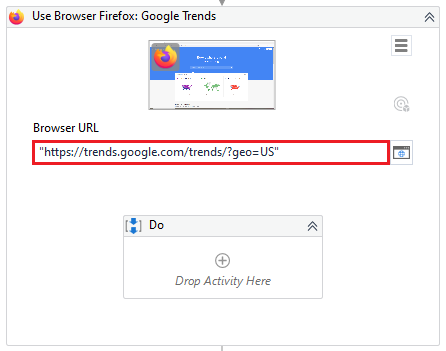 Use Browser Firefox: Google Trends
Browser URL
"https://trends.google.com/trends/?geo=US"
Do
Drop Activity Here